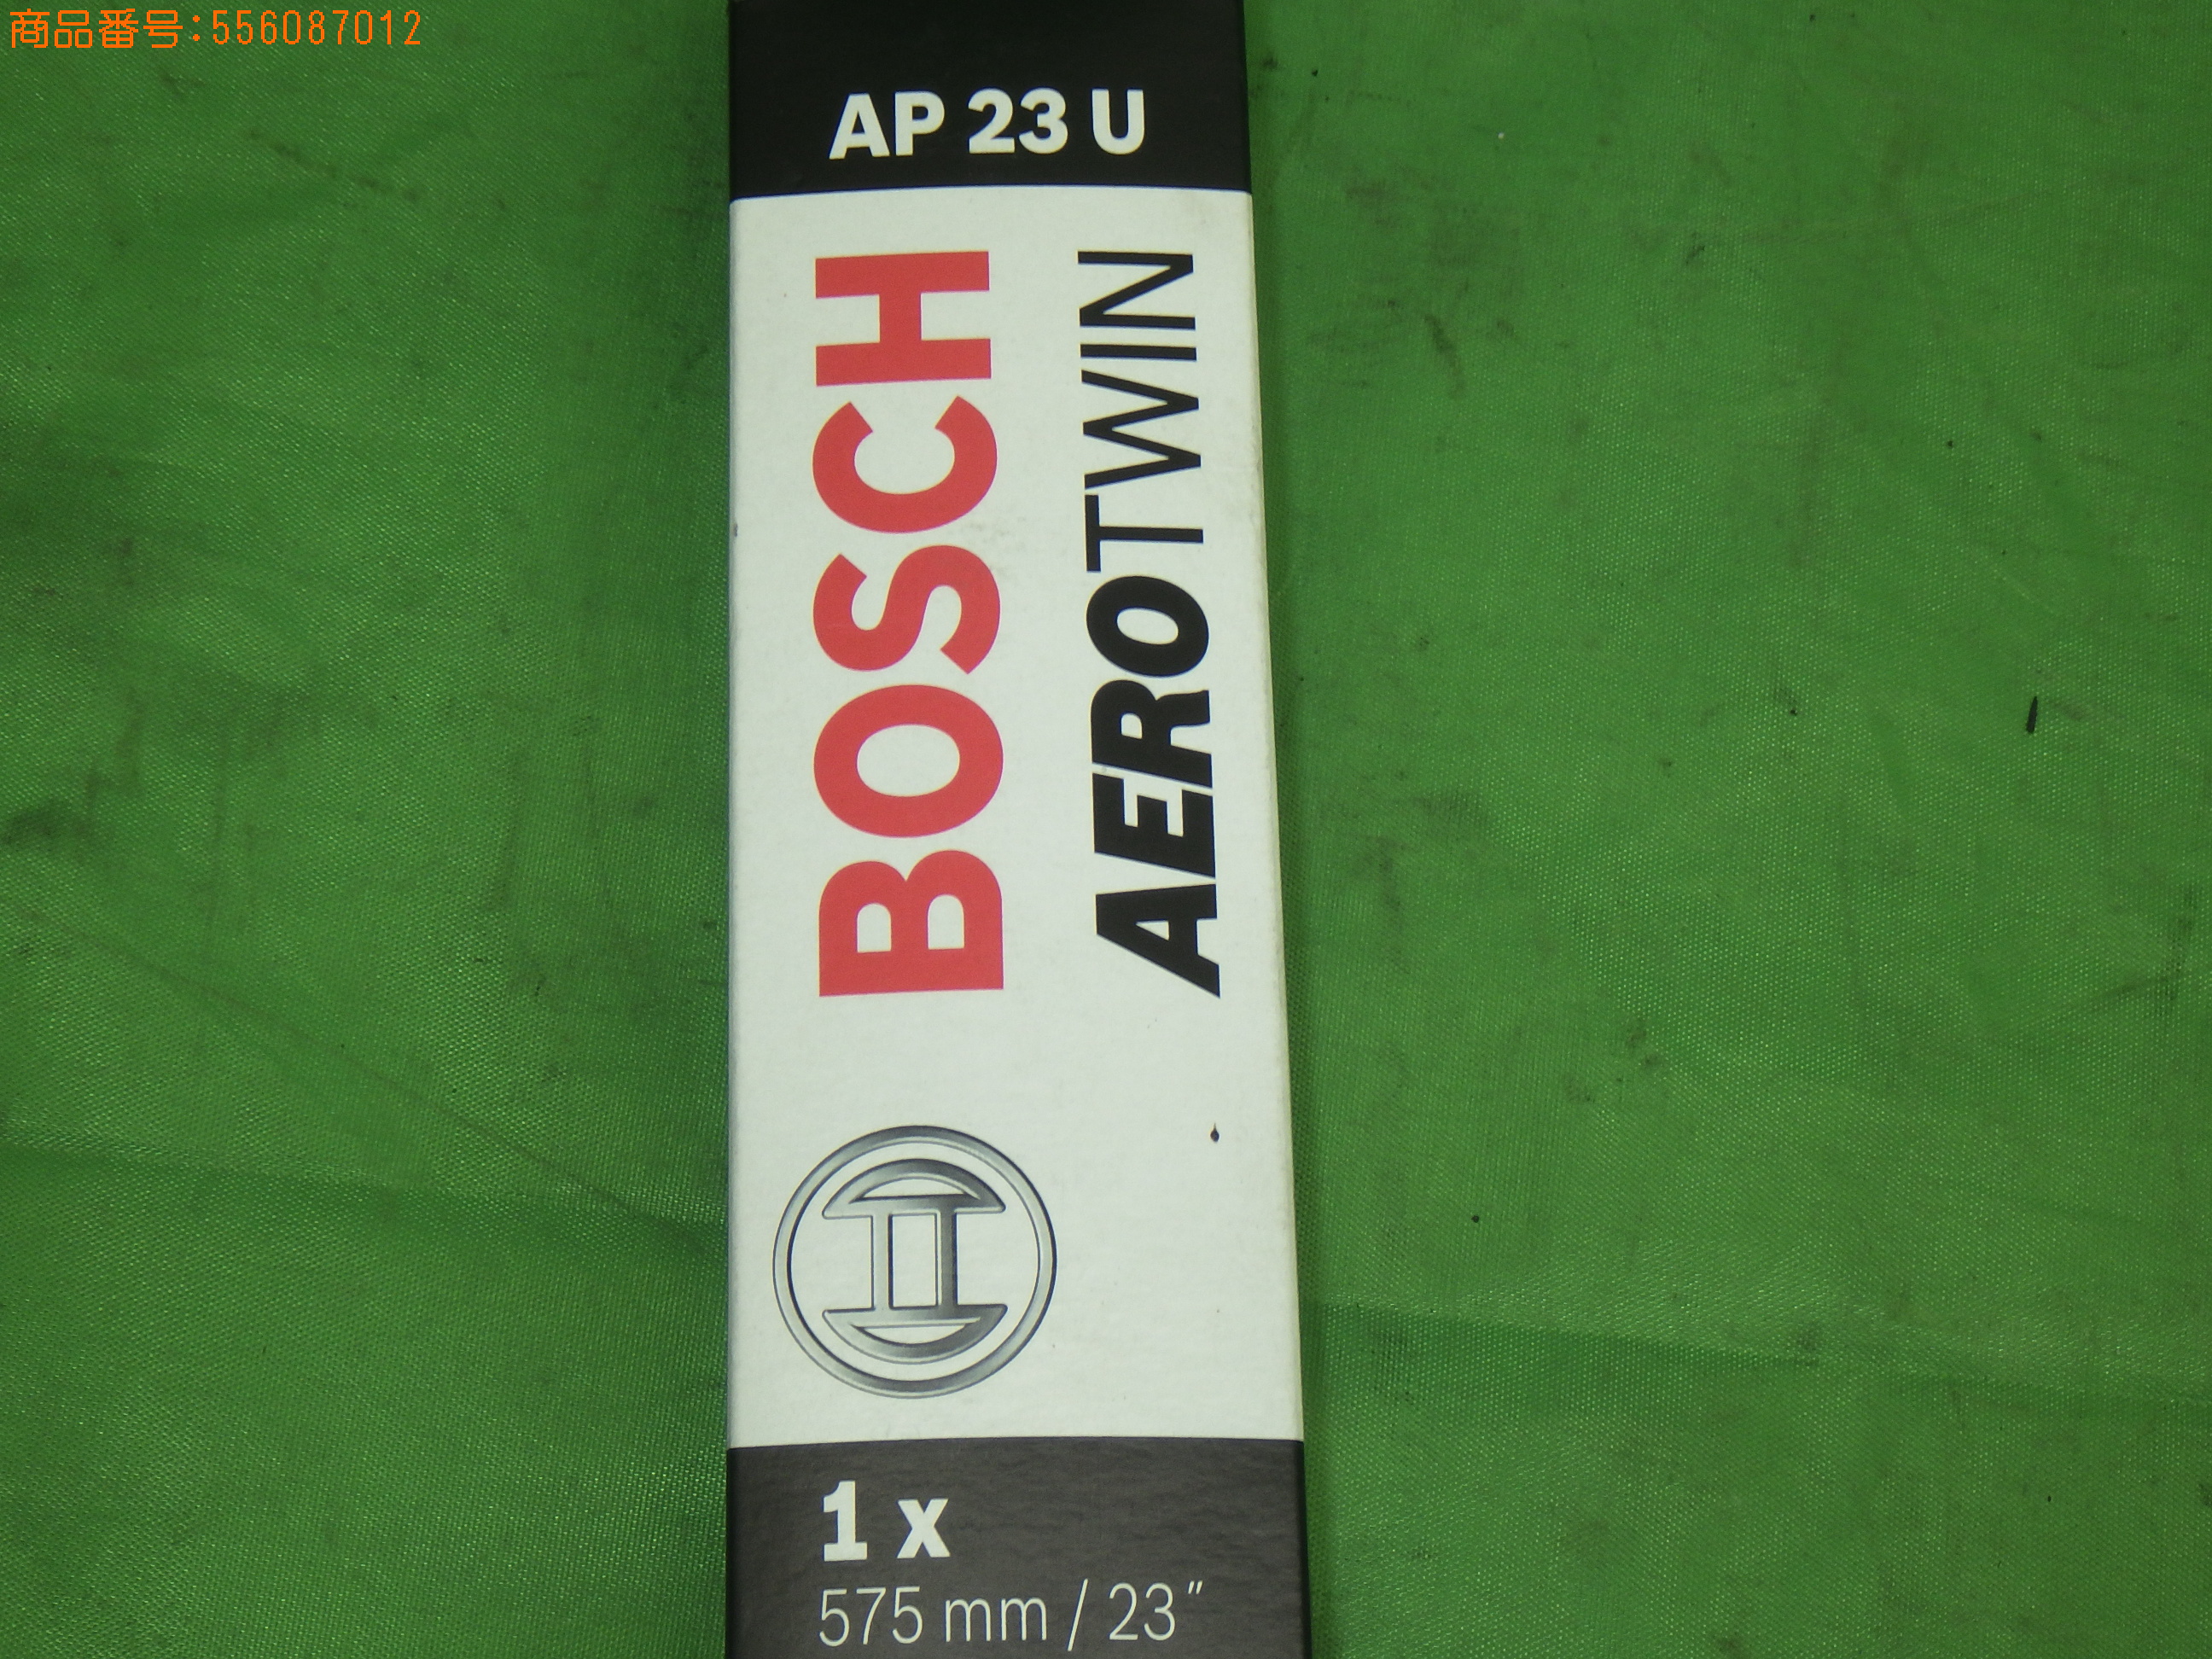 商品番号:556087012
AP 23 U
BOSCH
AEROTWIN
1 x
575 mm / 23″